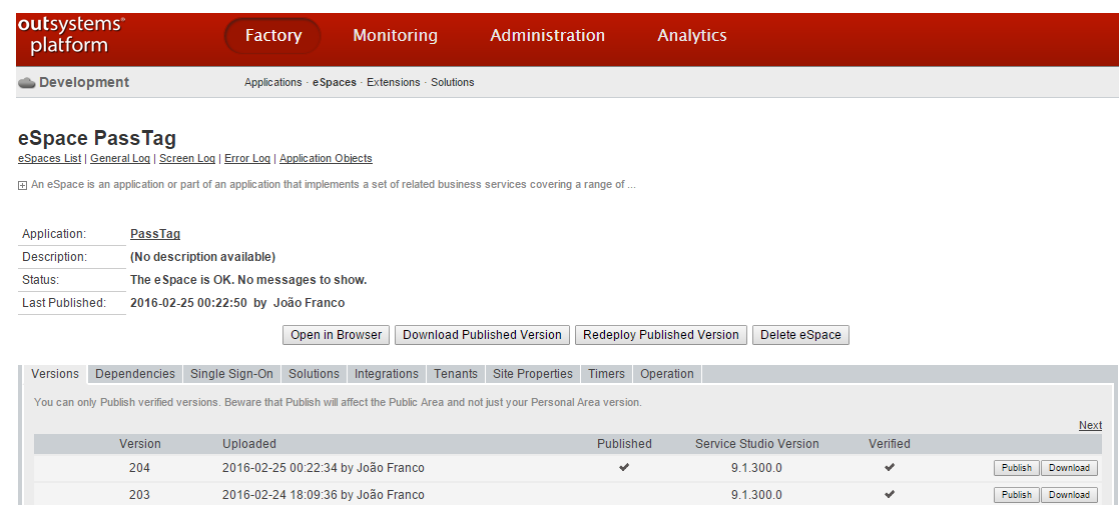 outsystems®
platform
Factory Monitoring Administration Analytics
Development Applications - eSpaces - Extensions - Solutions
eSpace PassTag
eSpaces List | General Log | Screen Log | Error Log | Application Objects
An eSpace is an application or part of an application that implements a set of related business services covering a range of ...
Application: PassTag
Description: (No description available)
Status: The eSpace is OK. No messages to show.
Last Published: 2016-02-25 00:22:50 by João Franco
Open in Browser Download Published Version Redeploy Published Version Delete eSpace
Versions Dependencies Single Sign-On Solutions Integrations Tenants Site Properties Timers Operation
You can only Publish verified versions. Beware that Publish will affect the Public Area and not just your Personal Area version.
Next
Version Uploaded Published Service Studio Version Verified
204 2016-02-25 00:22:34 by João Franco ✔ 9.1.300.0 ✔ Publish Download
203 2016-02-24 18:09:36 by João Franco 9.1.300.0 ✔ Publish Download